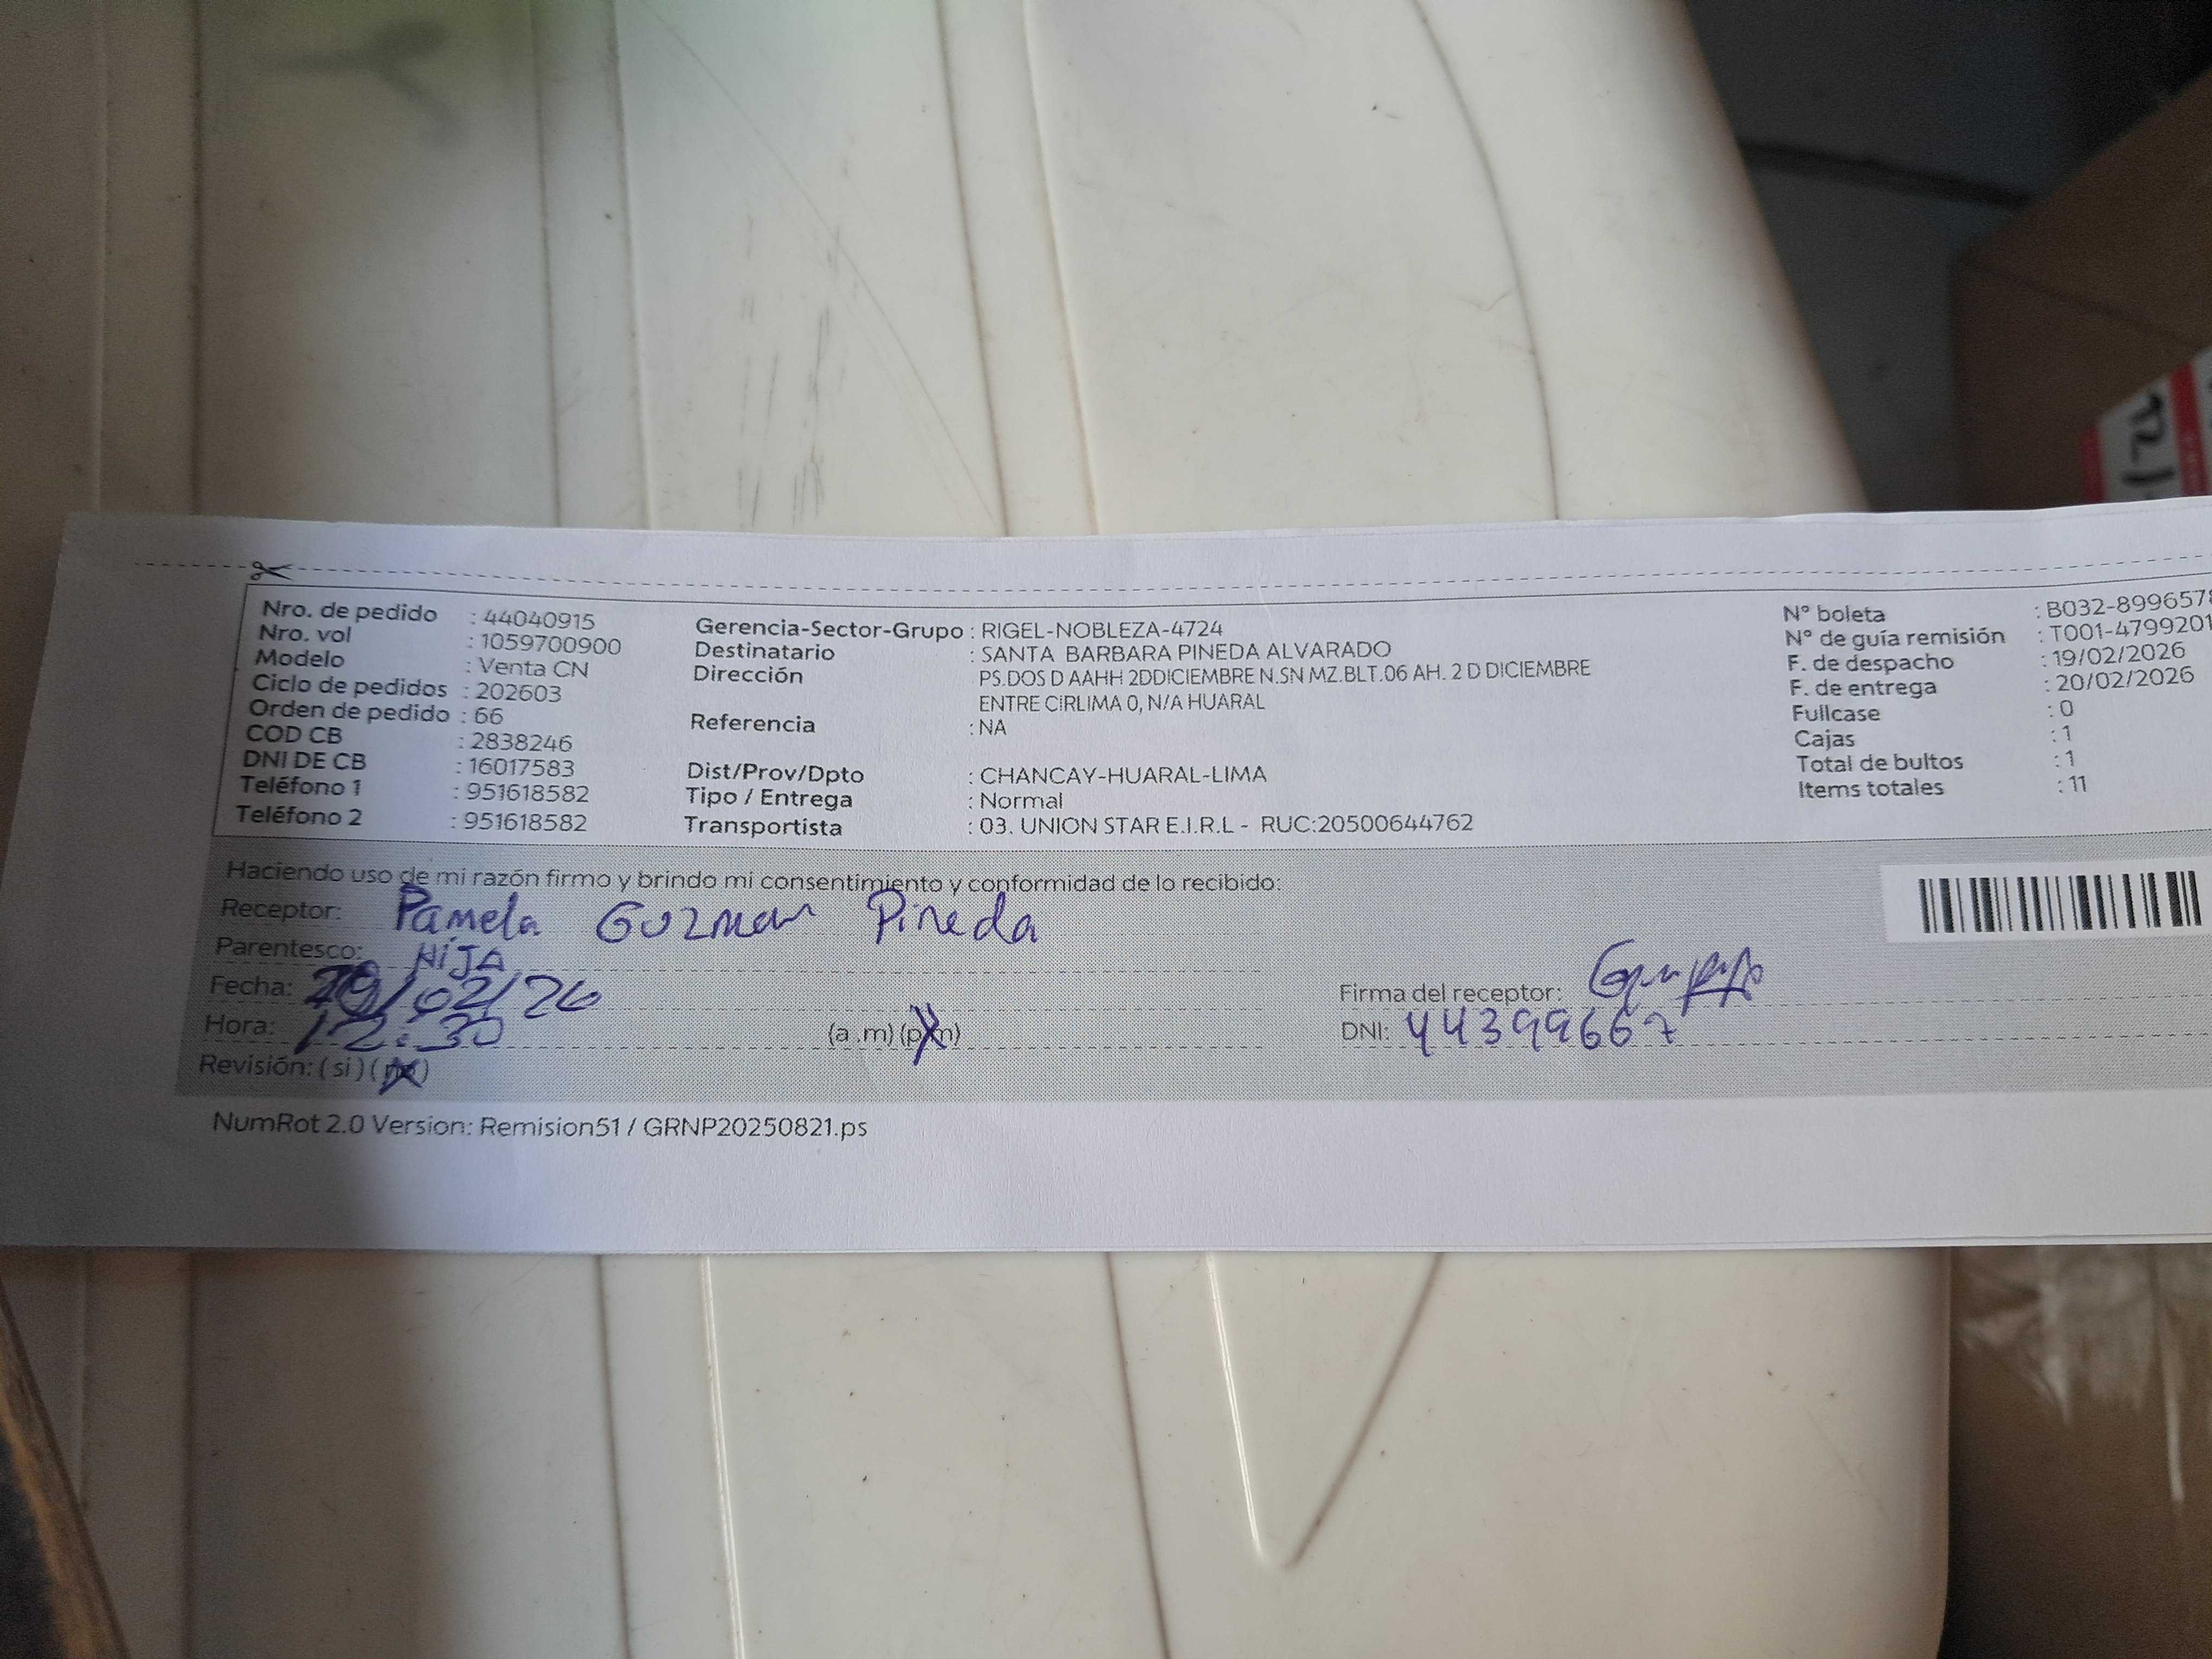 Nro. de pedido : 44040915
Nro. vol : 1059700900
Modelo : Venta CN
Ciclo de pedidos : 202603
Orden de pedido : 66
COD CB : 2838246
DNI DE CB : 16017583
Teléfono 1 : 951618582
Teléfono 2 : 951618582
Gerencia-Sector-Grupo : RIGEL-NOBLEZA-4724
Destinatario : SANTA BARBARA PINEDA ALVARADO
Dirección PS.DOS D AAHH 2DDICIEMBRE N.SN MZ.BLT.06 AH. 2 D DICIEMBRE
ENTRE CIRLIMA 0, N/A HUARAL
Referencia : NA
Dist/Prov/Dpto : CHANCAY-HUARAL-LIMA
Tipo / Entrega : Normal
Transportista : 03. UNION STAR E.I.R.L - RUC:20500644762
N° boleta : B032-8996578
N° de guía remisión : T001-4799201
F. de despacho : 19/02/2026
F. de entrega : 20/02/2026
Fullcase : 0
Cajas : 1
Total de bultos : 1
Items totales : 11
Haciendo uso de mi razón firmo y brindo mi consentimiento y conformidad de lo recibido:
Receptor: Pamela Guzman Pineda
Parentesco: HiJA
Fecha: 20/02/26
Hora: 12:30 (a.m) (p.m)
Revisión: (si) (no)
Firma del receptor:
DNI: 44399667
NumRot 2.0 Version: Remision51 / GRNP20250821.ps